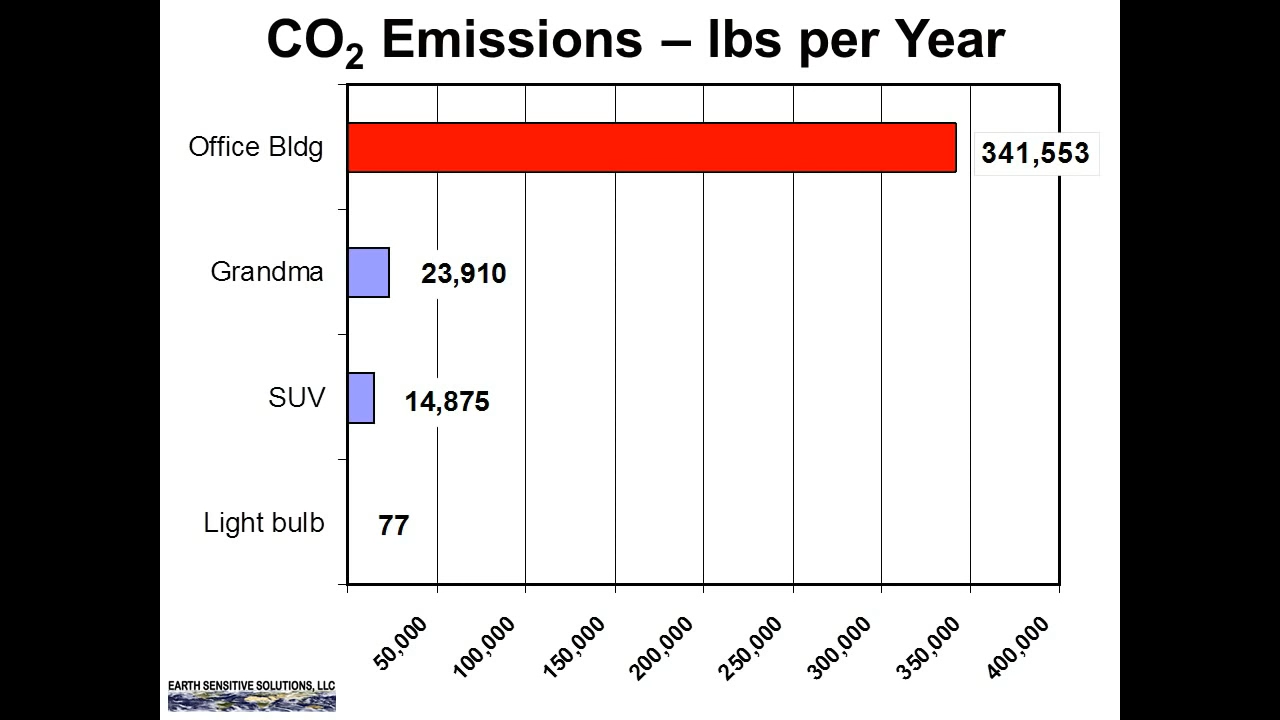 CO₂ Emissions – lbs per Year
Office Bldg
341,553
Grandma
23,910
SUV
14,875
Light bulb
77
50,000
100,000
150,000
200,000
250,000
300,000
350,000
400,000
EARTH SENSITIVE SOLUTIONS, LLC